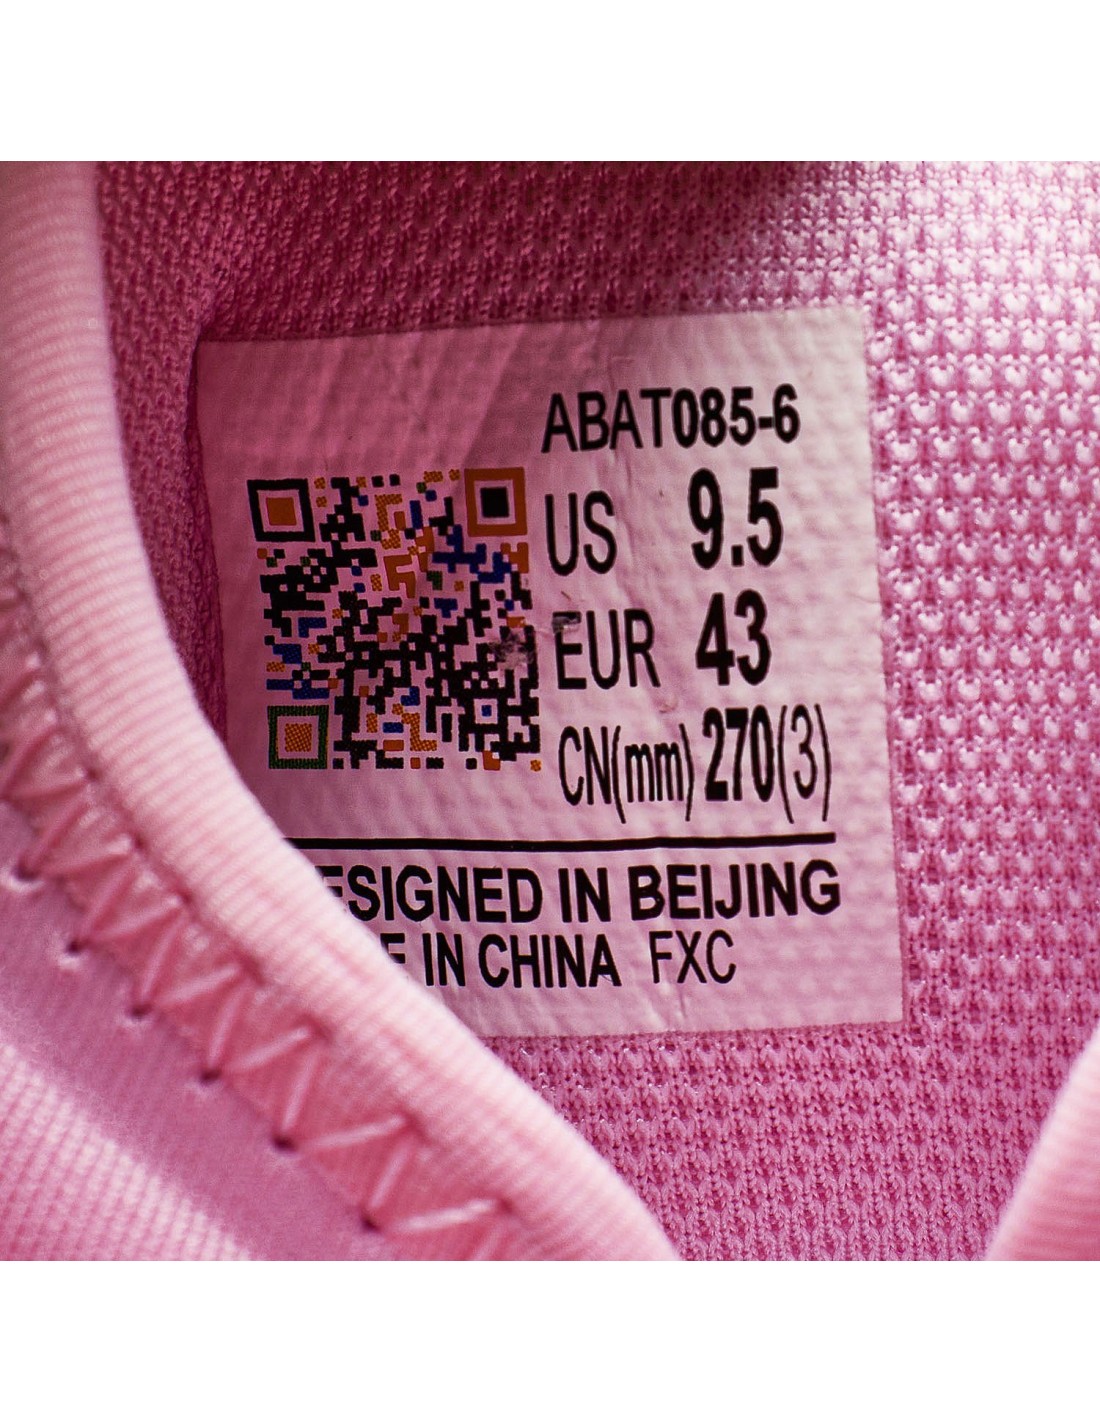 ABAT085-6
US 9.5
EUR 43
CN(mm) 270(3)
ESIGNED IN BEIJING
E IN CHINA FXC